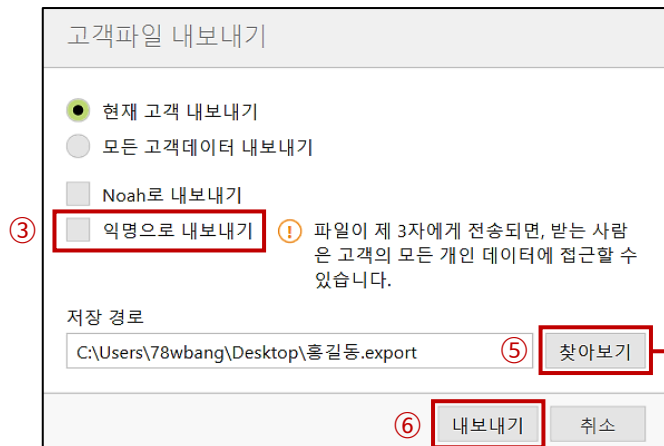 고객파일 내보내기
현재 고객 내보내기
모든 고객데이터 내보내기
Noah로 내보내기
③ 익명으로 내보내기 ! 파일이 제 3자에게 전송되면, 받는 사람
은 고객의 모든 개인 데이터에 접근할 수
있습니다.
저장 경로
C:\Users\78wbang\Desktop\홍길동.export ⑤ 찾아보기
⑥ 내보내기 취소